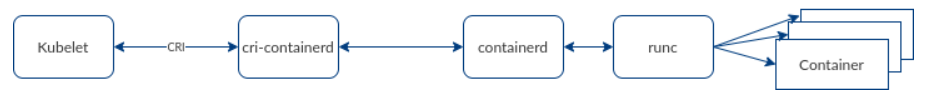 Kubelet
CRI
cri-containerd
containerd
runc
Container